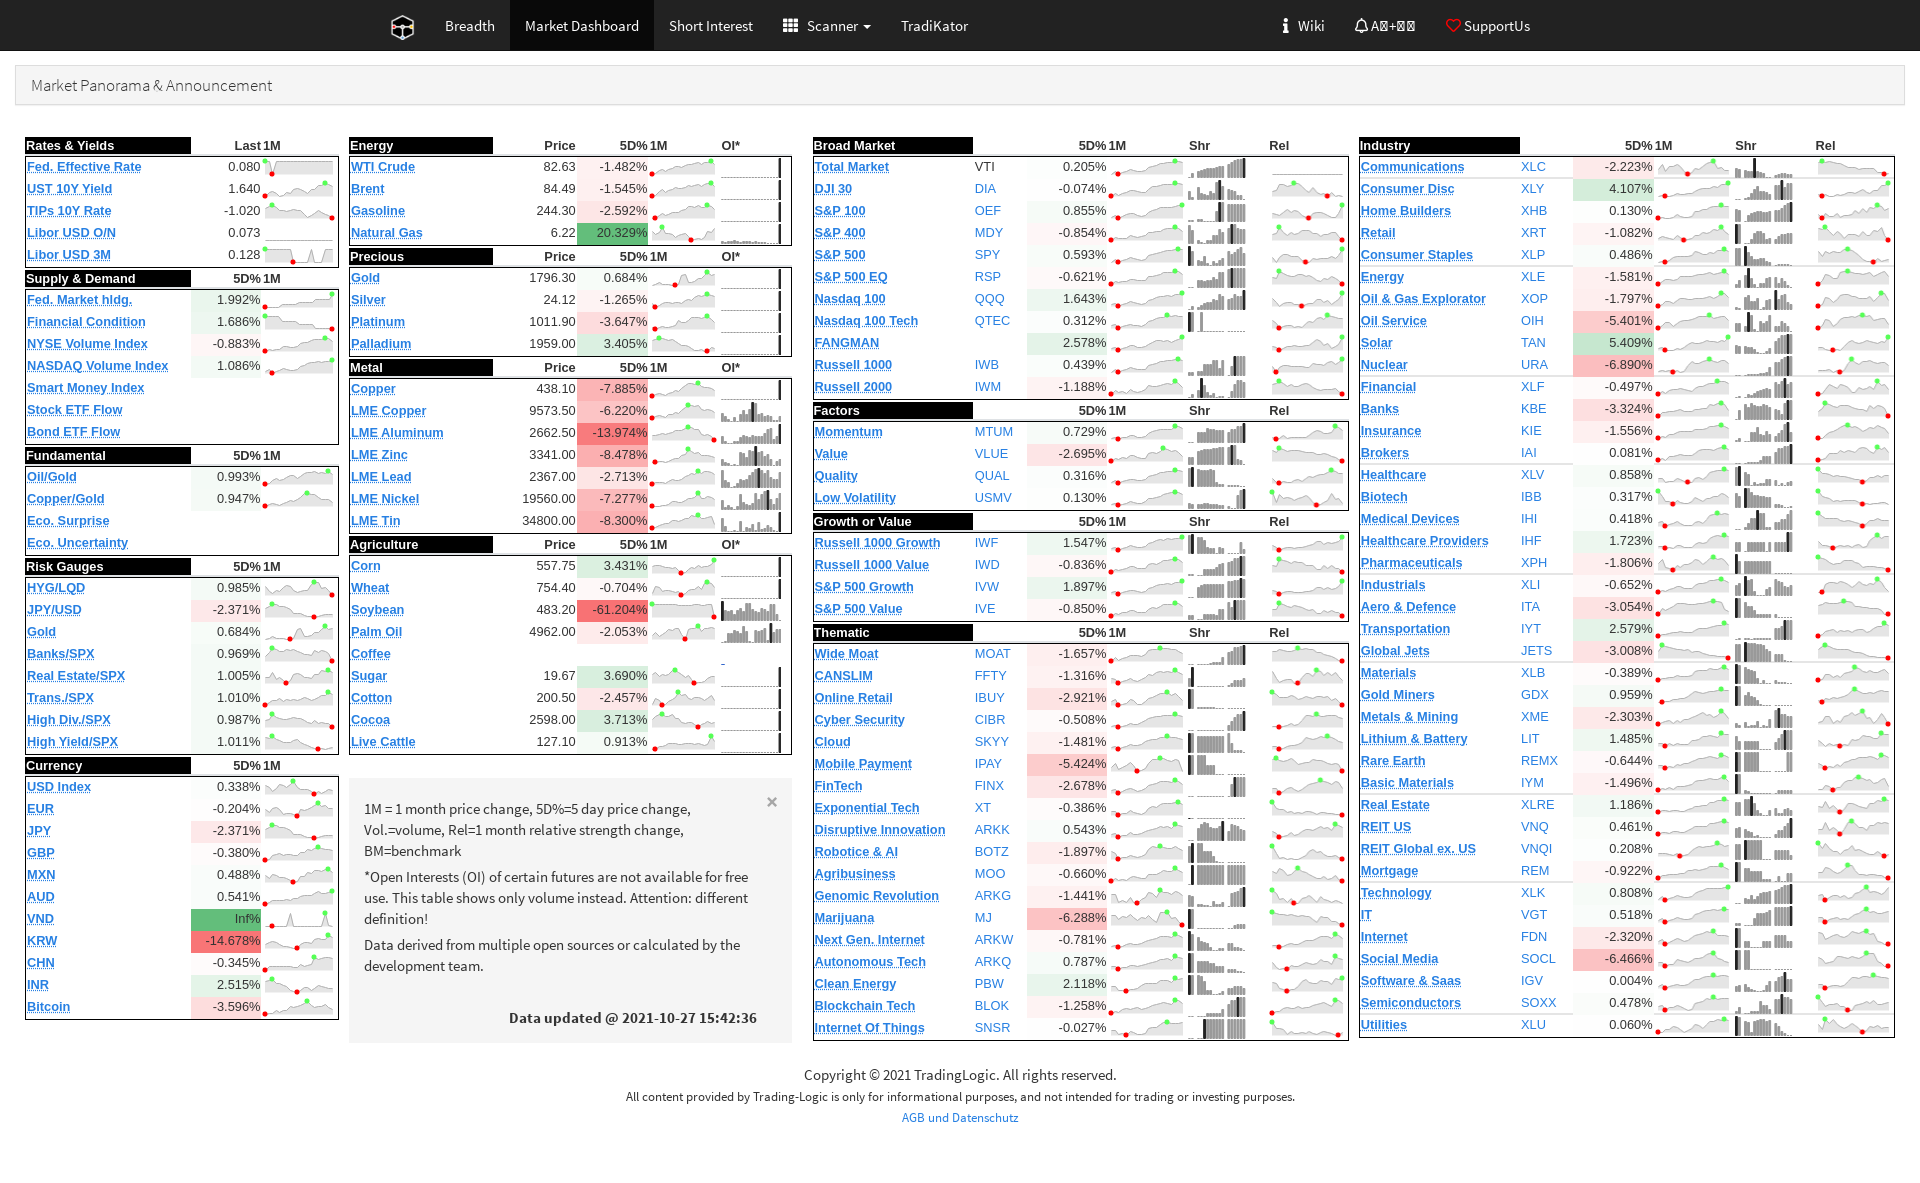 Breadth Market Dashboard Short Interest Scanner TradiKator Wiki SupportUs
Market Panorama & Announcement
Rates & Yields Last 1M
Fed. Effective Rate 0.080
UST 10Y Yield 1.640
TIPs 10Y Rate -1.020
Libor USD O/N 0.073
Libor USD 3M 0.128
Supply & Demand 5D% 1M
Fed. Market hldg. 1.992%
Financial Condition 1.686%
NYSE Volume Index -0.883%
NASDAQ Volume Index 1.086%
Smart Money Index
Stock ETF Flow
Bond ETF Flow
Fundamental 5D% 1M
Oil/Gold 0.993%
Copper/Gold 0.947%
Eco. Surprise
Eco. Uncertainty
Risk Gauges 5D% 1M
HYG/LQD 0.985%
JPY/USD -2.371%
Gold 0.684%
Banks/SPX 0.969%
Real Estate/SPX 1.005%
Trans./SPX 1.010%
High Div./SPX 0.987%
High Yield/SPX 1.011%
Currency 5D% 1M
USD Index 0.338%
EUR -0.204%
JPY -2.371%
GBP -0.380%
MXN 0.488%
AUD 0.541%
VND Inf%
KRW -14.678%
CHN -0.345%
INR 2.515%
Bitcoin -3.596%
Energy Price 5D% 1M OI*
WTI Crude 82.63 -1.482%
Brent 84.49 -1.545%
Gasoline 244.30 -2.592%
Natural Gas 6.22 20.329%
Precious Price 5D% 1M OI*
Gold 1796.30 0.684%
Silver 24.12 -1.265%
Platinum 1011.90 -3.647%
Palladium 1959.00 3.405%
Metal Price 5D% 1M OI*
Copper 438.10 -7.885%
LME Copper 9573.50 -6.220%
LME Aluminum 2662.50 -13.974%
LME Zinc 3341.00 -8.478%
LME Lead 2367.00 -2.713%
LME Nickel 19560.00 -7.277%
LME Tin 34800.00 -8.300%
Agriculture Price 5D% 1M OI*
Corn 557.75 3.431%
Wheat 754.40 -0.704%
Soybean 483.20 -61.204%
Palm Oil 4962.00 -2.053%
Coffee -
Sugar 19.67 3.690%
Cotton 200.50 -2.457%
Cocoa 2598.00 3.713%
Live Cattle 127.10 0.913%
×
1M = 1 month price change, 5D%=5 day price change,
Vol.=volume, Rel=1 month relative strength change,
BM=benchmark
*Open Interests (OI) of certain futures are not available for free
use. This table shows only volume instead. Attention: different
definition!
Data derived from multiple open sources or calculated by the
development team.
Data updated @ 2021-10-27 15:42:36
Broad Market 5D% 1M Shr Rel
Total Market VTI 0.205%
DJI 30 DIA -0.074%
S&P 100 OEF 0.855%
S&P 400 MDY -0.854%
S&P 500 SPY 0.593%
S&P 500 EQ RSP -0.621%
Nasdaq 100 QQQ 1.643%
Nasdaq 100 Tech QTEC 0.312%
FANGMAN 2.578%
Russell 1000 IWB 0.439%
Russell 2000 IWM -1.188%
Factors 5D% 1M Shr Rel
Momentum MTUM 0.729%
Value VLUE -2.695%
Quality QUAL 0.316%
Low Volatility USMV 0.130%
Growth or Value 5D% 1M Shr Rel
Russell 1000 Growth IWF 1.547%
Russell 1000 Value IWD -0.836%
S&P 500 Growth IVW 1.897%
S&P 500 Value IVE -0.850%
Thematic 5D% 1M Shr Rel
Wide Moat MOAT -1.657%
CANSLIM FFTY -1.316%
Online Retail IBUY -2.921%
Cyber Security CIBR -0.508%
Cloud SKYY -1.481%
Mobile Payment IPAY -5.424%
FinTech FINX -2.678%
Exponential Tech XT -0.386%
Disruptive Innovation ARKK 0.543%
Robotice & AI BOTZ -1.897%
Agribusiness MOO -0.660%
Genomic Revolution ARKG -1.441%
Marijuana MJ -6.288%
Next Gen. Internet ARKW -0.781%
Autonomous Tech ARKQ 0.787%
Clean Energy PBW 2.118%
Blockchain Tech BLOK -1.258%
Internet Of Things SNSR -0.027%
Industry 5D% 1M Shr Rel
Communications XLC -2.223%
Consumer Disc XLY 4.107%
Home Builders XHB 0.130%
Retail XRT -1.082%
Consumer Staples XLP 0.486%
Energy XLE -1.581%
Oil & Gas Explorator XOP -1.797%
Oil Service OIH -5.401%
Solar TAN 5.409%
Nuclear URA -6.890%
Financial XLF -0.497%
Banks KBE -3.324%
Insurance KIE -1.556%
Brokers IAI 0.081%
Healthcare XLV 0.858%
Biotech IBB 0.317%
Medical Devices IHI 0.418%
Healthcare Providers IHF 1.723%
Pharmaceuticals XPH -1.806%
Industrials XLI -0.652%
Aero & Defence ITA -3.054%
Transportation IYT 2.579%
Global Jets JETS -3.008%
Materials XLB -0.389%
Gold Miners GDX 0.959%
Metals & Mining XME -2.303%
Lithium & Battery LIT 1.485%
Rare Earth REMX -0.644%
Basic Materials IYM -1.496%
Real Estate XLRE 1.186%
REIT US VNQ 0.461%
REIT Global ex. US VNQI 0.208%
Mortgage REM -0.922%
Technology XLK 0.808%
IT VGT 0.518%
Internet FDN -2.320%
Social Media SOCL -6.466%
Software & Saas IGV 0.004%
Semiconductors SOXX 0.478%
Utilities XLU 0.060%
Copyright © 2021 TradingLogic. All rights reserved.
All content provided by Trading-Logic is only for informational purposes, and not intended for trading or investing purposes.
AGB und Datenschutz